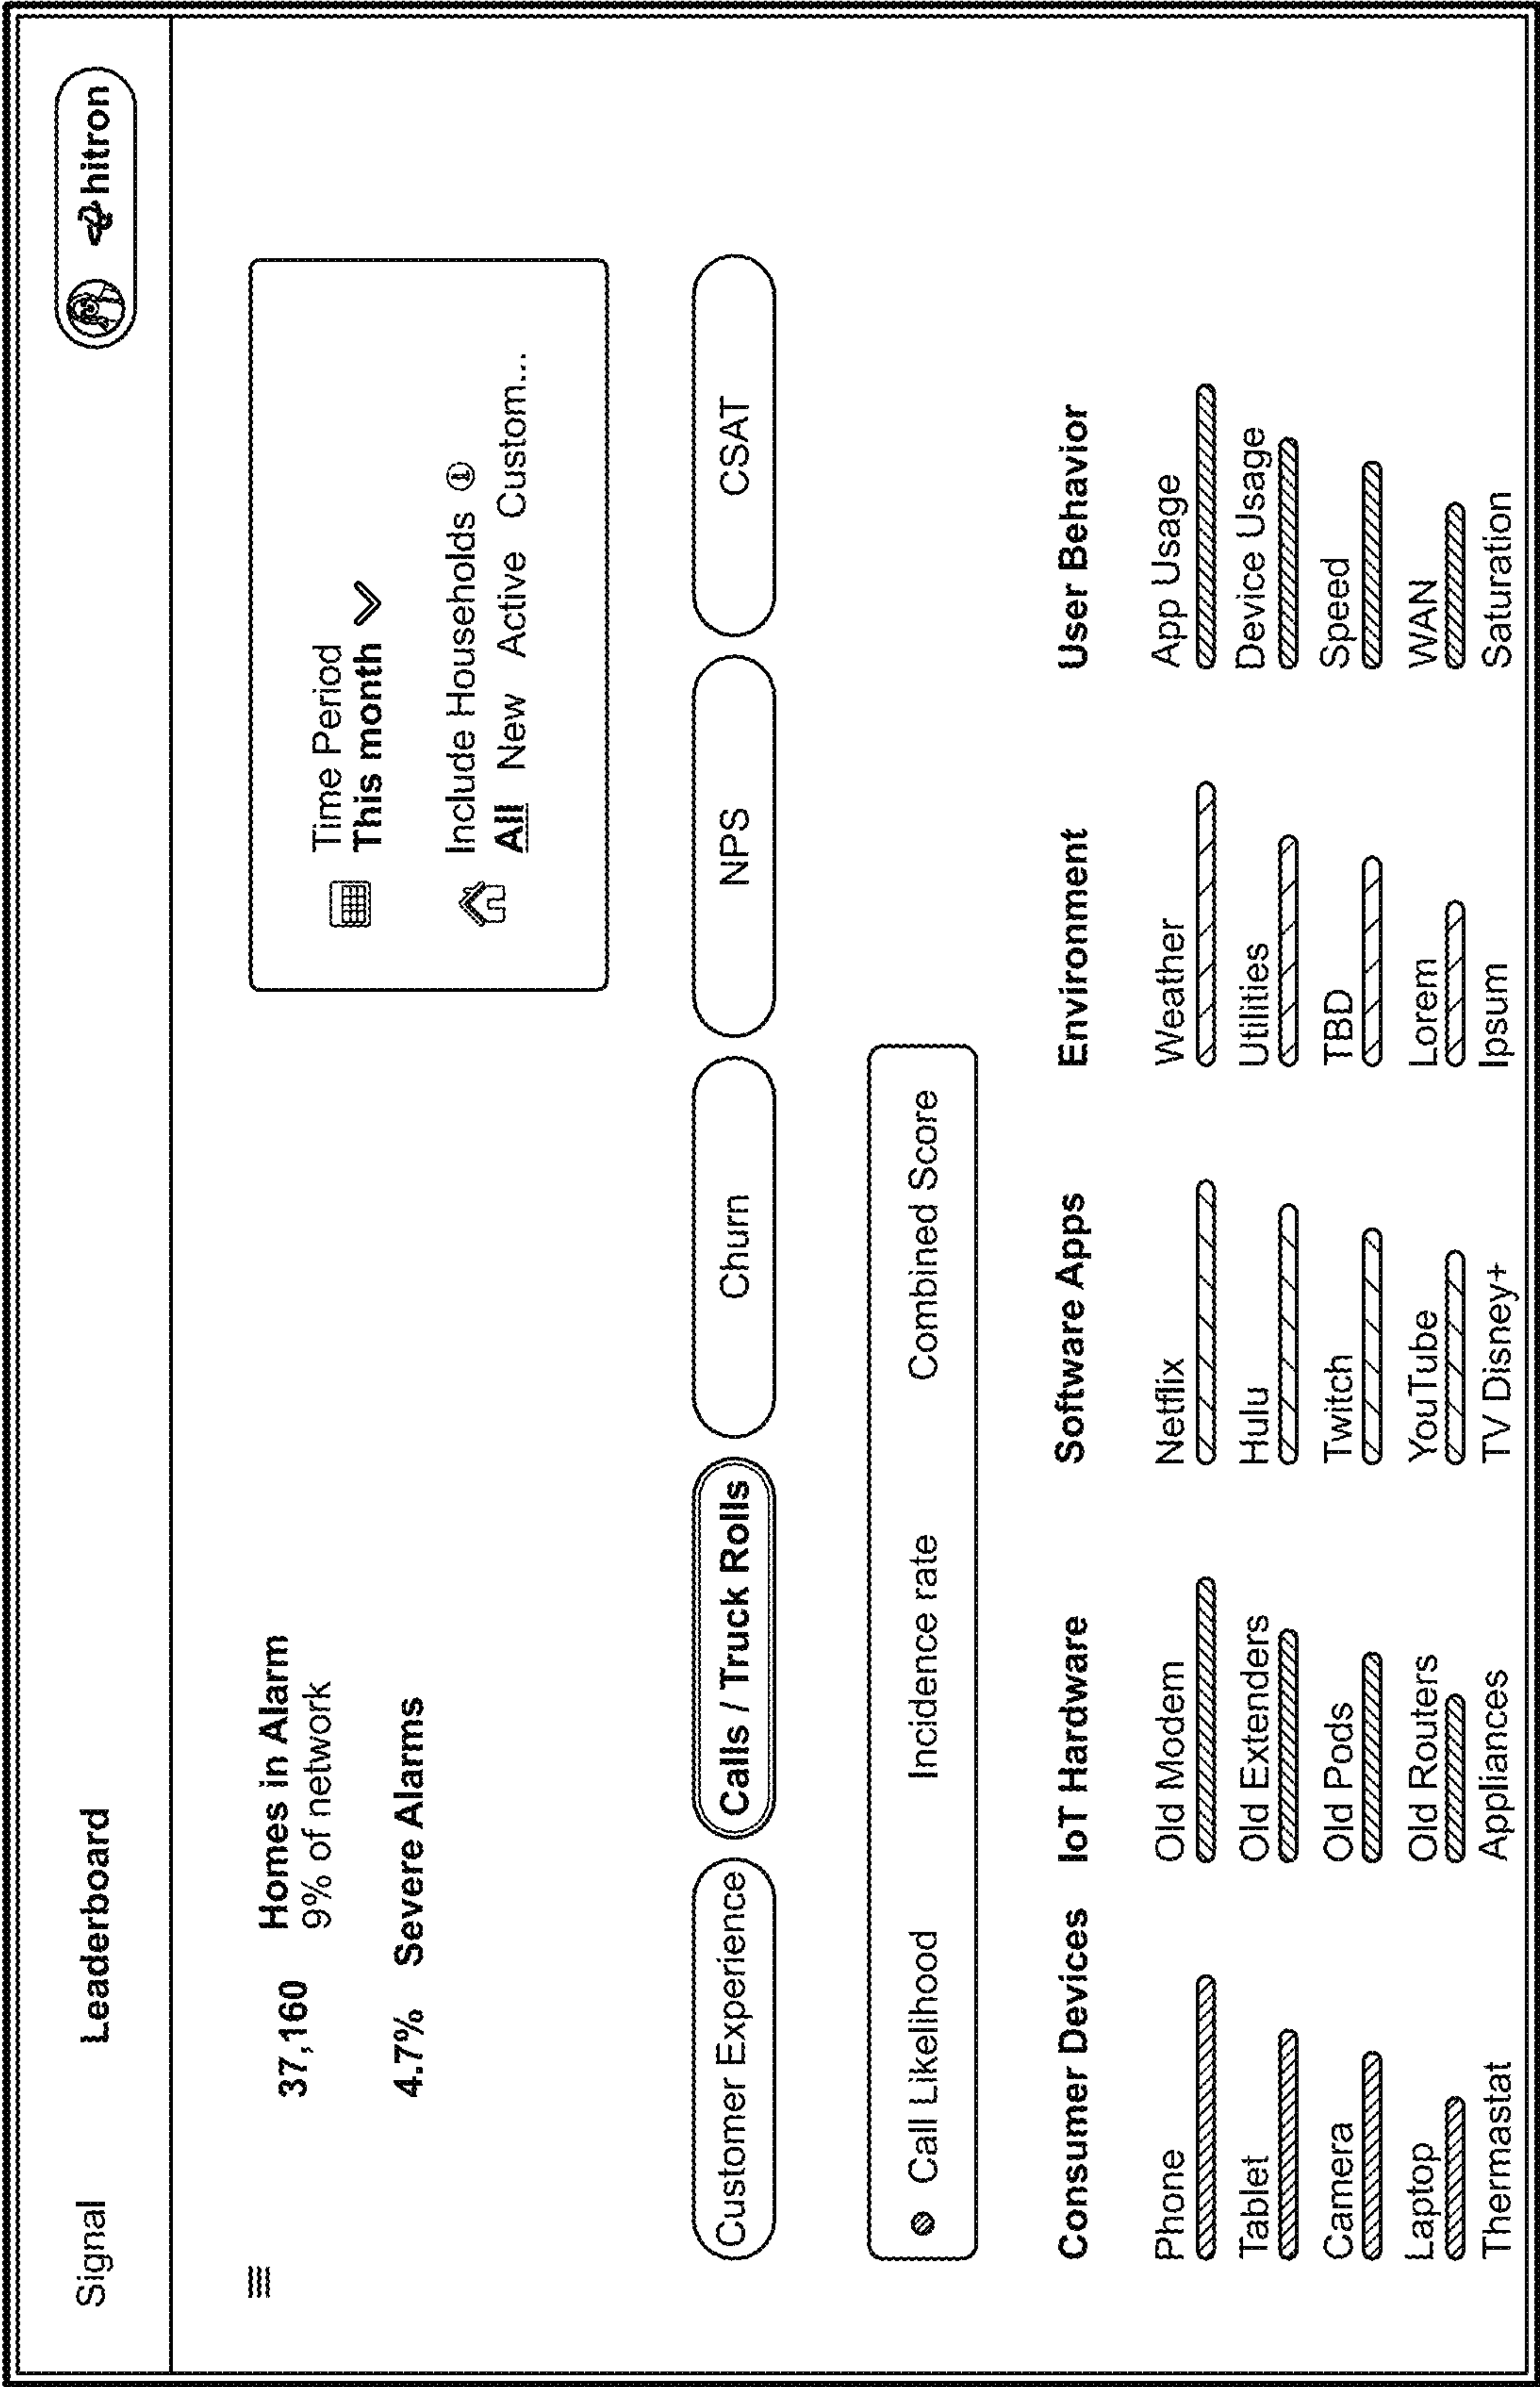 Signal Leaderboard hitron
37,160 Homes in Alarm
9% of network
4.7% Severe Alarms
Time Period
This month
Include Households
All New Active Custom...
Customer Experience Calls / Truck Rolls Churn NPS CSAT
Call Likelihood Incidence rate Combined Score
Consumer Devices IoT Hardware Software Apps Environment User Behavior
Phone Old Modem Netflix Weather App Usage
Tablet Old Extenders Hulu Utilities Device Usage
Camera Old Pods Twitch TBD Speed
Laptop Old Routers YouTube Lorem WAN
Thermastat Appliances TV Disney+ Ipsum Saturation